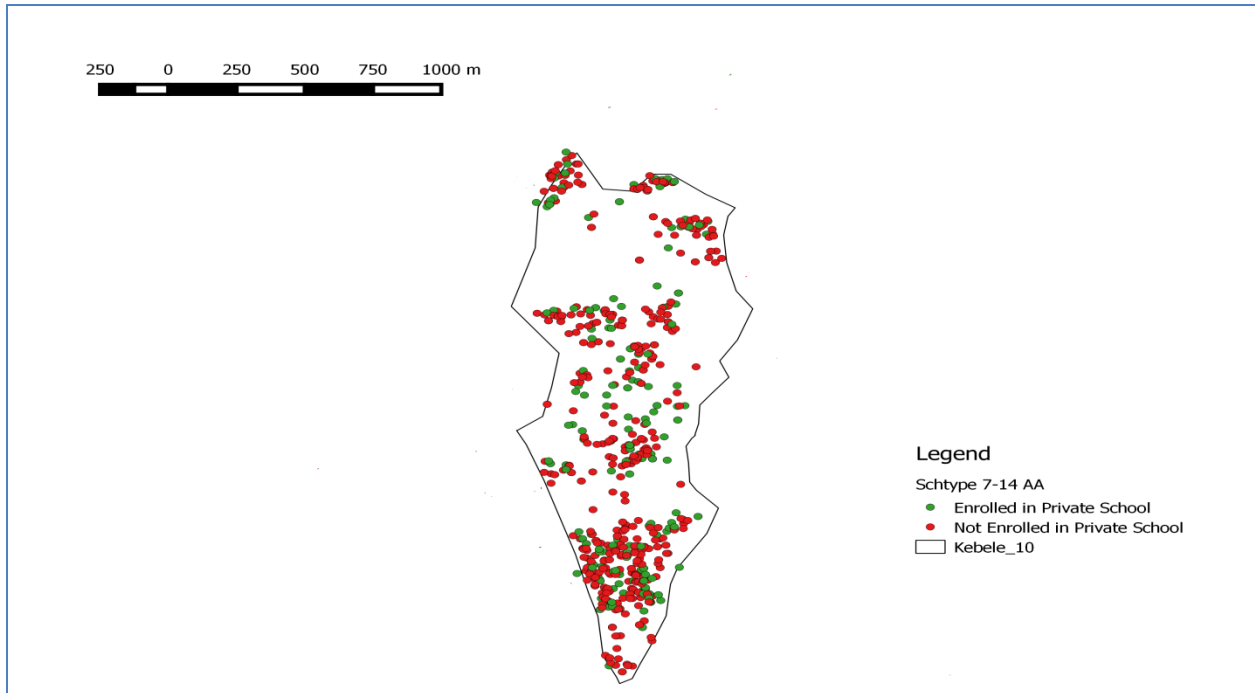 250 0 250 500 750 1000 m
Legend
Schtype 7-14 AA
Enrolled in Private School
Not Enrolled in Private School
Kebele_10